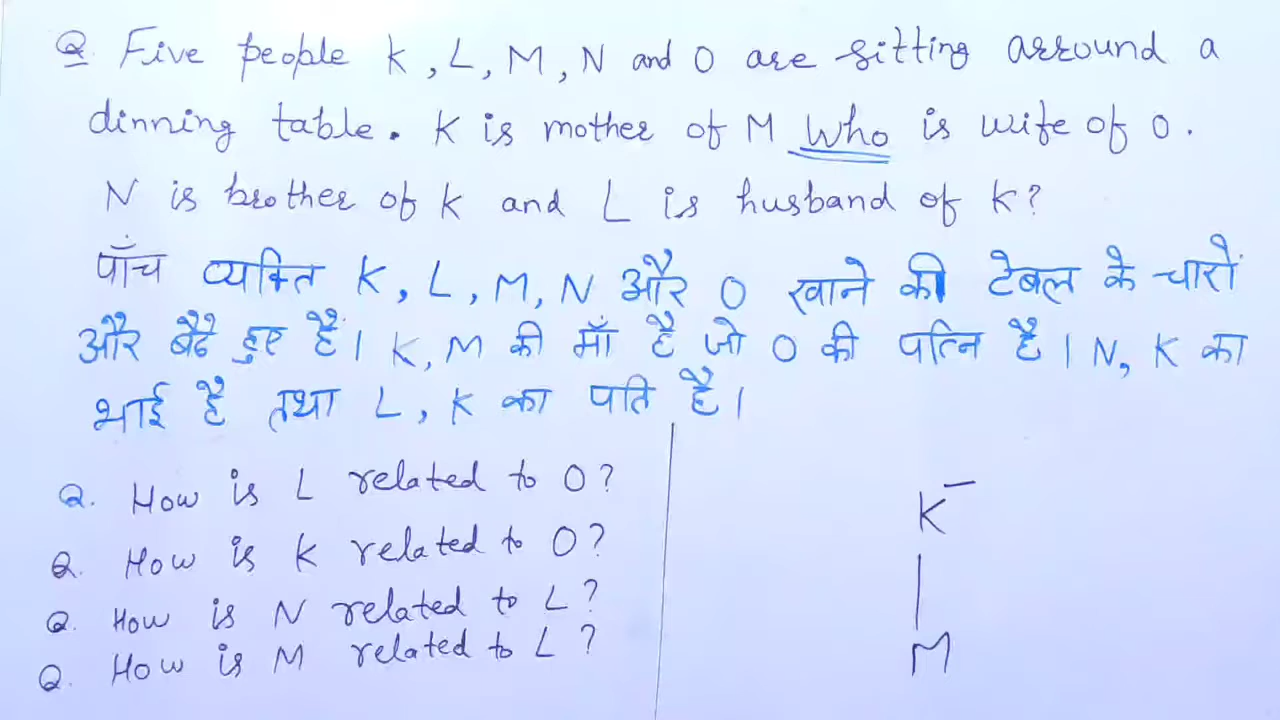 Q. Five people K, L, M, N and O are sitting arround a
dinning table. K is mother of M who is wife of O.
N is brother of K and L is husband of K?
पाँच व्यक्ति K, L, M, N और O खाने की टेबल के चारों
और बैठे हुए है। K, M की माँ है जो O की पत्नि है। N, K का
भाई है तथा L, K का पति है।
Q. How is L related to O?
Q. How is K related to O?
Q. How is N related to L?
Q. How is M related to L?
K−
|
M